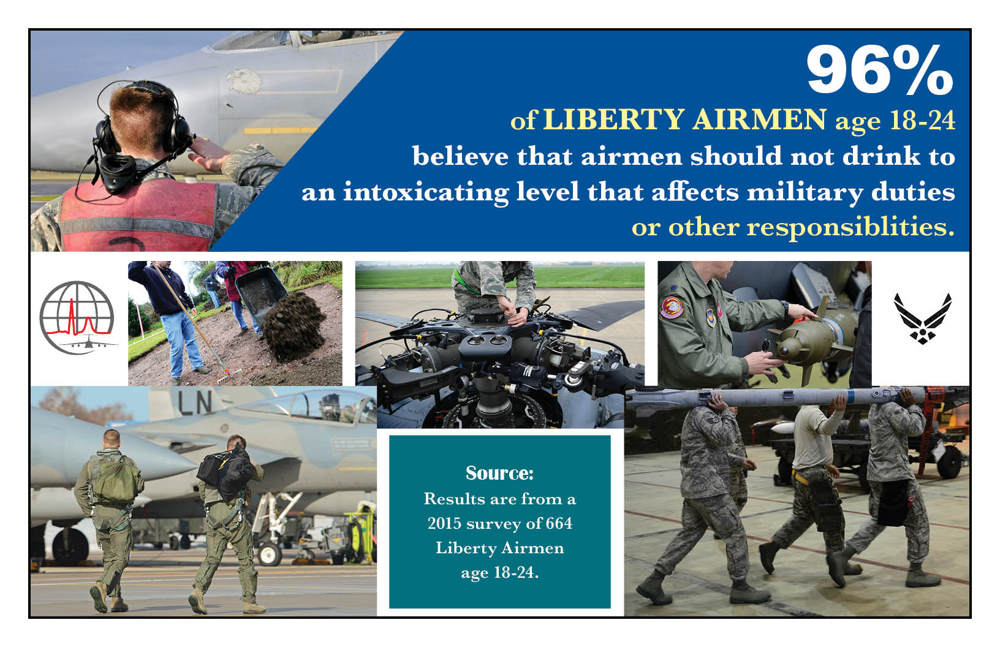 96%
of LIBERTY AIRMEN age 18-24
believe that airmen should not drink to
an intoxicating level that affects military duties
or other responsiblities.
LN
Source:
Results are from a
2015 survey of 664
Liberty Airmen
age 18-24.